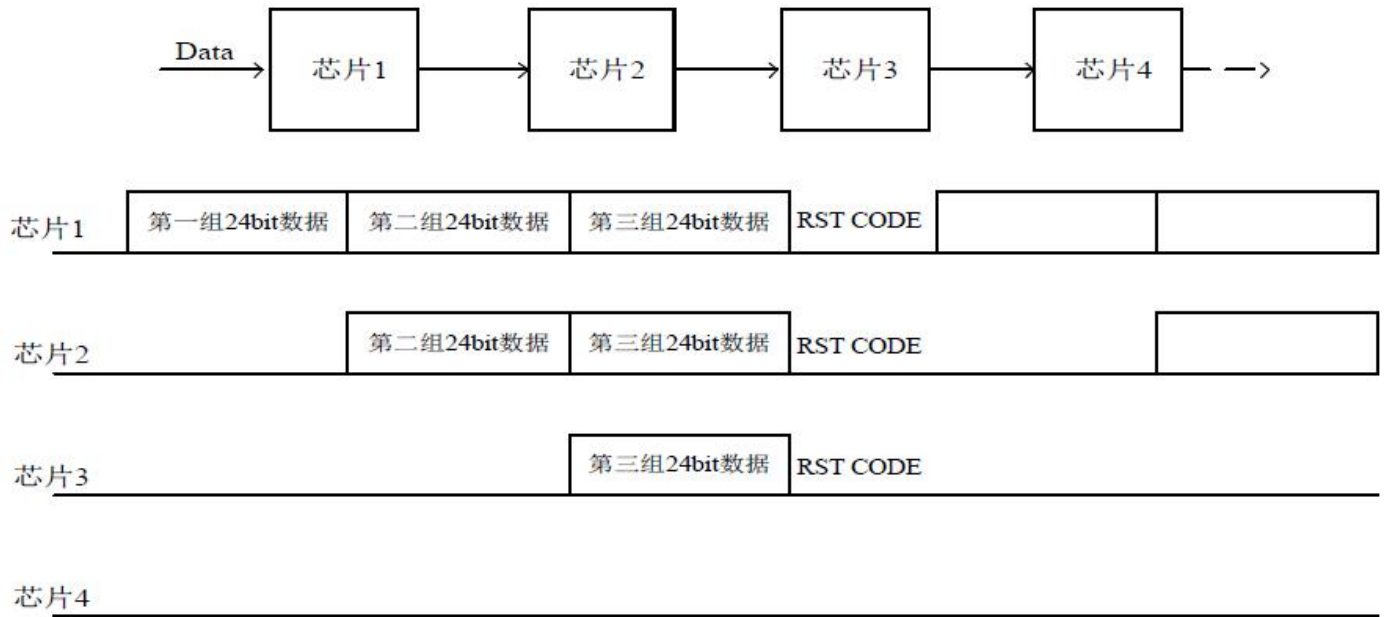 Data
芯片1
芯片2
芯片3
芯片4
芯片1 第一组24bit数据 第二组24bit数据 第三组24bit数据 RST CODE
芯片2 第二组24bit数据 第三组24bit数据 RST CODE
芯片3 第三组24bit数据 RST CODE
芯片4